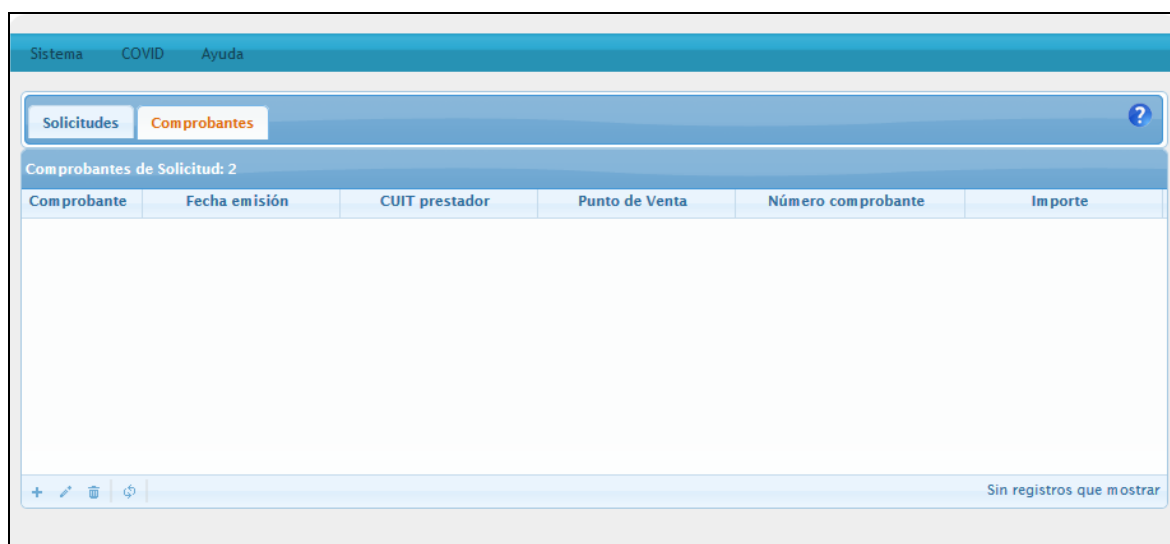 Sistema COVID Ayuda
Solicitudes Comprobantes ?
Comprobantes de Solicitud: 2
Comprobante Fecha emisión CUIT prestador Punto de Venta Número comprobante Importe
Sin registros que mostrar